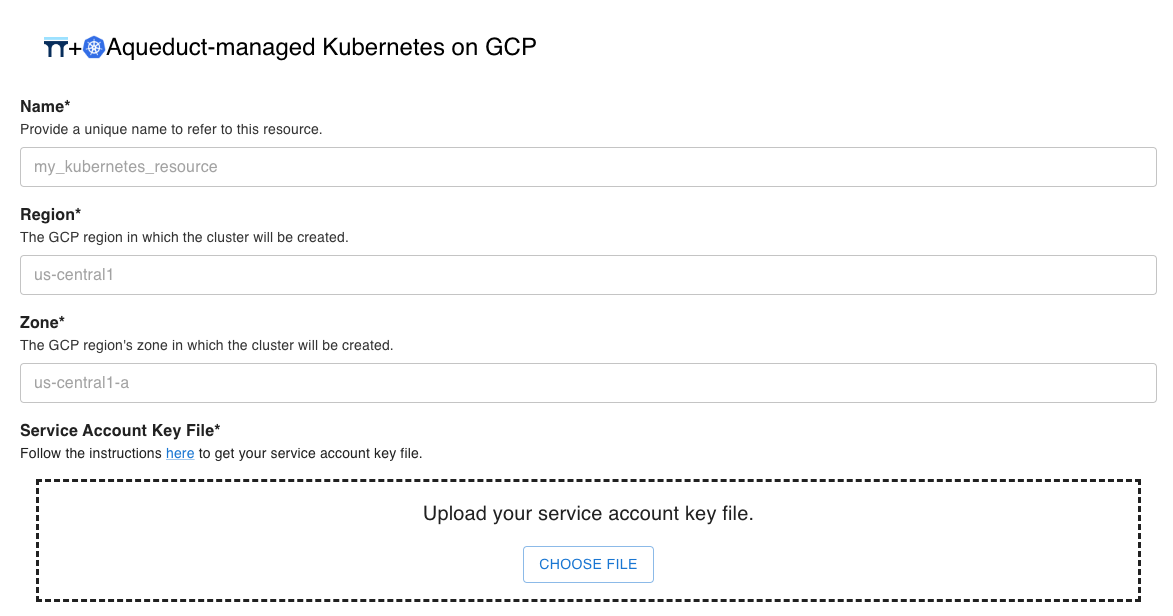 +Aqueduct-managed Kubernetes on GCP
Name*
Provide a unique name to refer to this resource.
my_kubernetes_resource
Region*
The GCP region in which the cluster will be created.
us-central1
Zone*
The GCP region's zone in which the cluster will be created.
us-central1-a
Service Account Key File*
Follow the instructions here to get your service account key file.
Upload your service account key file.
CHOOSE FILE